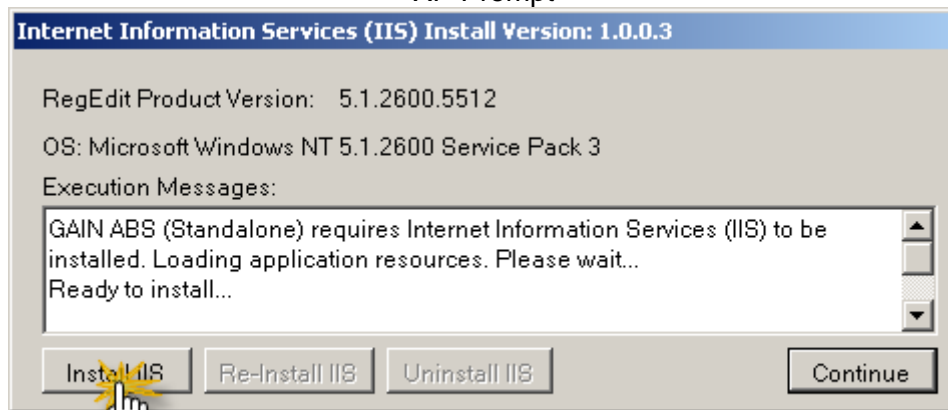 Internet Information Services (IIS) Install Version: 1.0.0.3
RegEdit Product Version: 5.1.2600.5512
OS: Microsoft Windows NT 5.1.2600 Service Pack 3
Execution Messages:
GAIN ABS (Standalone) requires Internet Information Services (IIS) to be
installed. Loading application resources. Please wait...
Ready to install...
Install IIS Re-Install IIS Uninstall IIS Continue